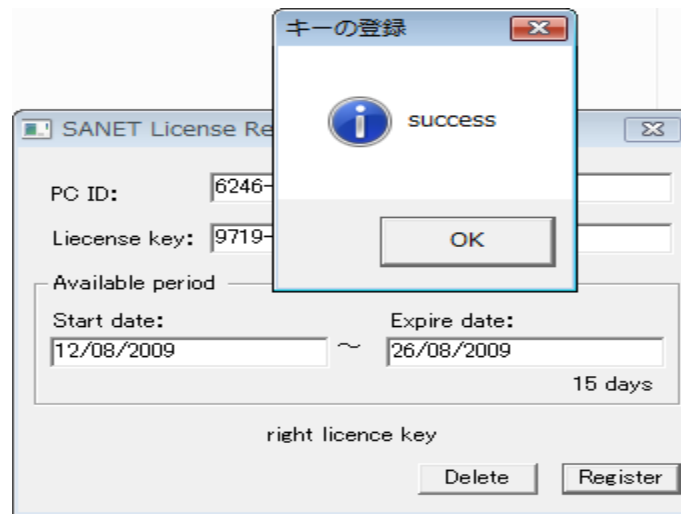 キーの登録
success
OK
SANET License Re
PC ID:
6246-
Liecense key:
9719-
Available period
Start date:
Expire date:
12/08/2009
～
26/08/2009
15 days
right licence key
Delete
Register